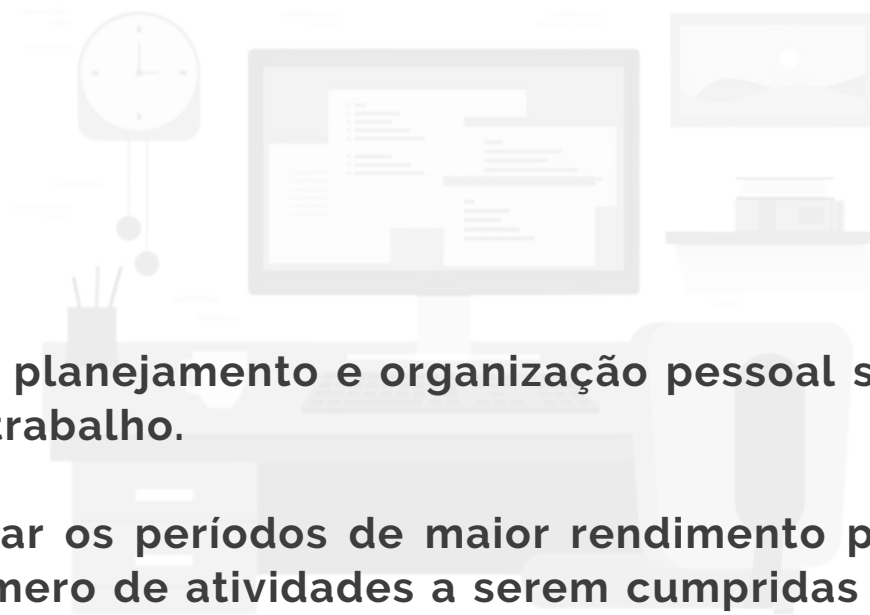 planejamento e organização pessoal s
trabalho.
ar os períodos de maior rendimento p
mero de atividades a serem cumpridas